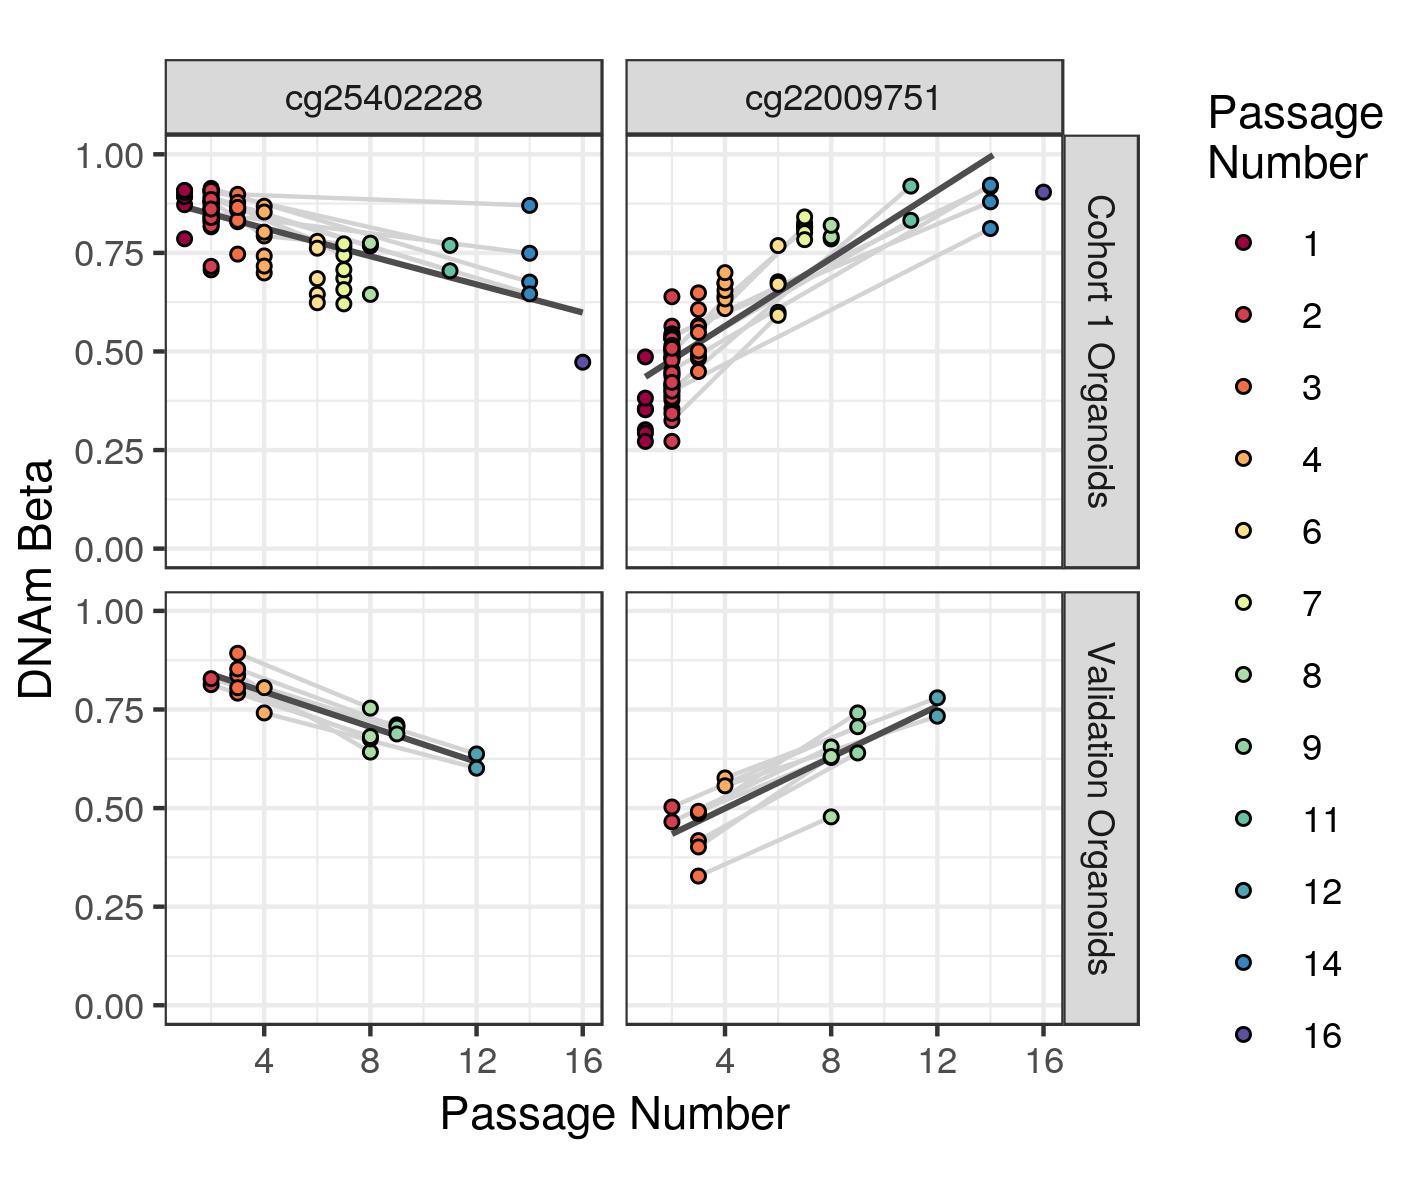 cg25402228
cg22009751
1.00
0.75
0.50
0.25
0.00
Cohort 1 Organoids
1.00
0.75
0.50
0.25
0.00
Validation Organoids
4 8 12 16
4 8 12 16
DNAm Beta
Passage Number
Passage
Number
1
2
3
4
6
7
8
9
11
12
14
16